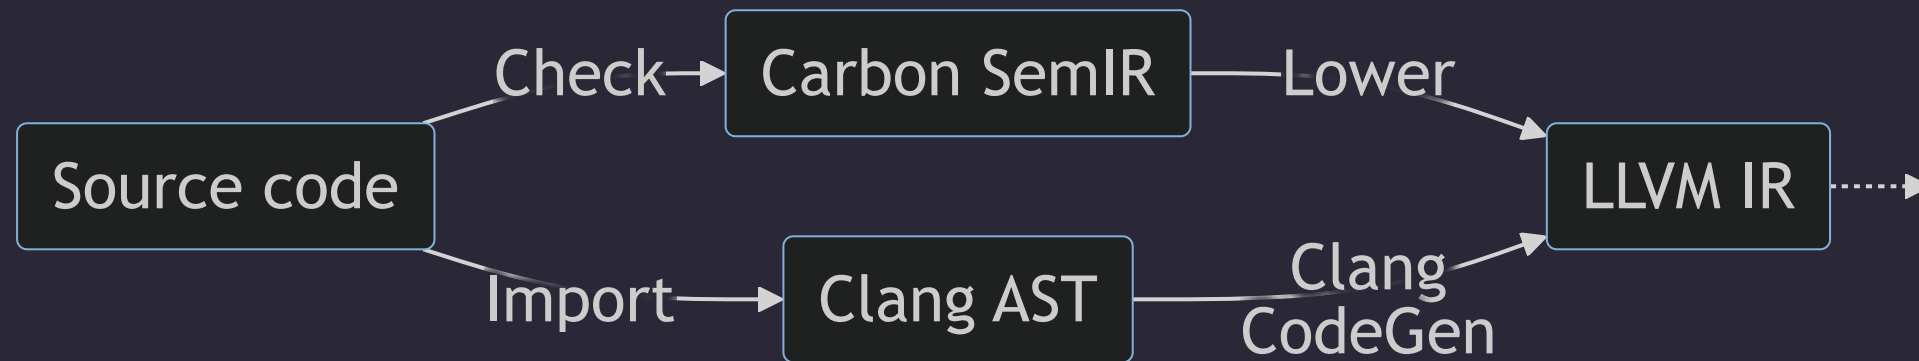 Check
Carbon SemIR
Lower
Source code
LLVM IR
Import
Clang AST
Clang
CodeGen